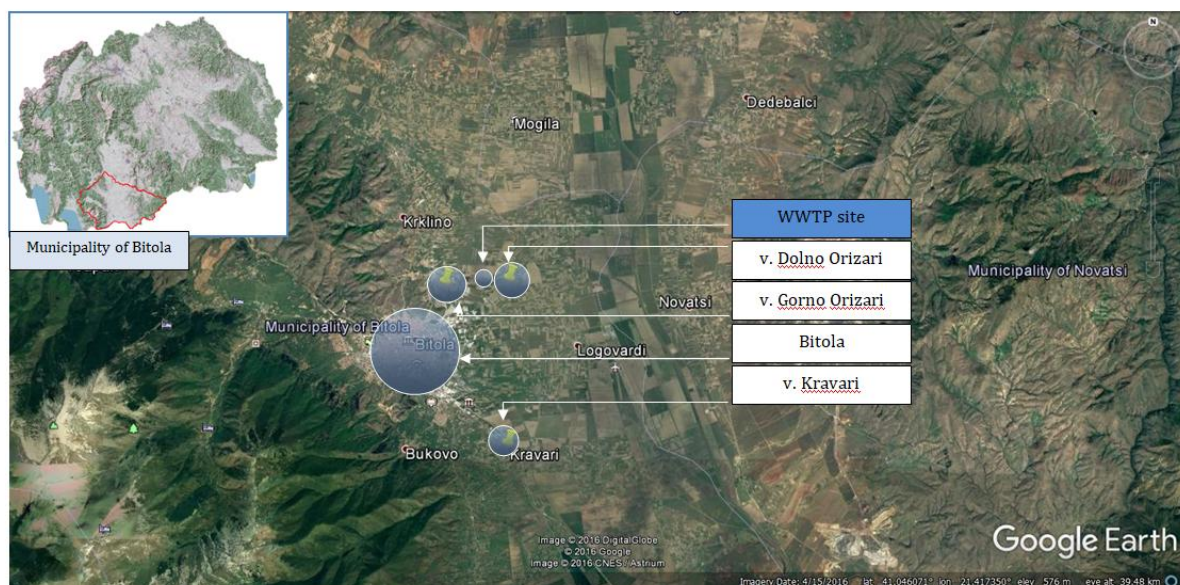 N
Dedebalci
Mogila
Krklino
WWTP site
Municipality of Bitola
v. Dolno Orizari
Municipality of Novatsi
v. Gorno Orizari
Novatsi
Municipality of Bitola
Bitola
Bitola
Logovardi
v. Kravari
Bukovo
Kravari
Google Earth
Image © 2016 DigitalGlobe
© 2016 Google
Image © 2016 CNES / Astrium
Imagery Date: 4/15/2016 lat 41.046071° lon 21.417350° elev 576 m eye alt 39.48 km